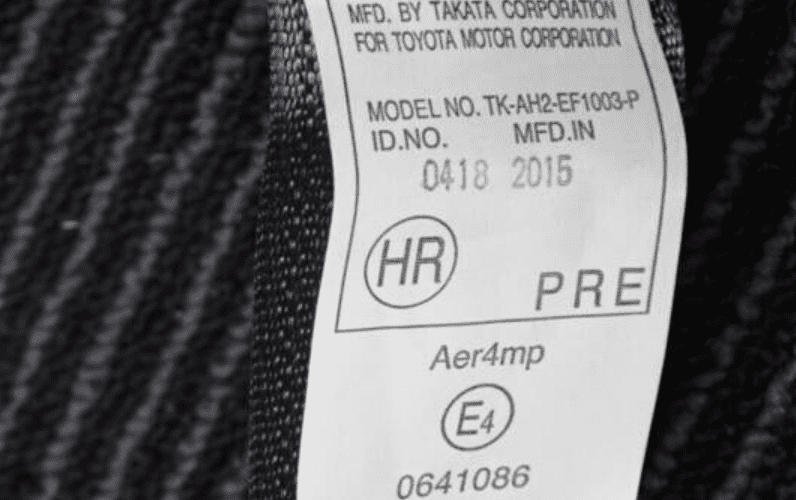 MFD. BY TAKATA CORPORATION
FOR TOYOTA MOTOR CORPORATION
MODEL NO. TK-AH2-EF1003-P
ID.NO. MFD.IN
0418 2015
HR
PRE
Aer4mp
E4
0641086